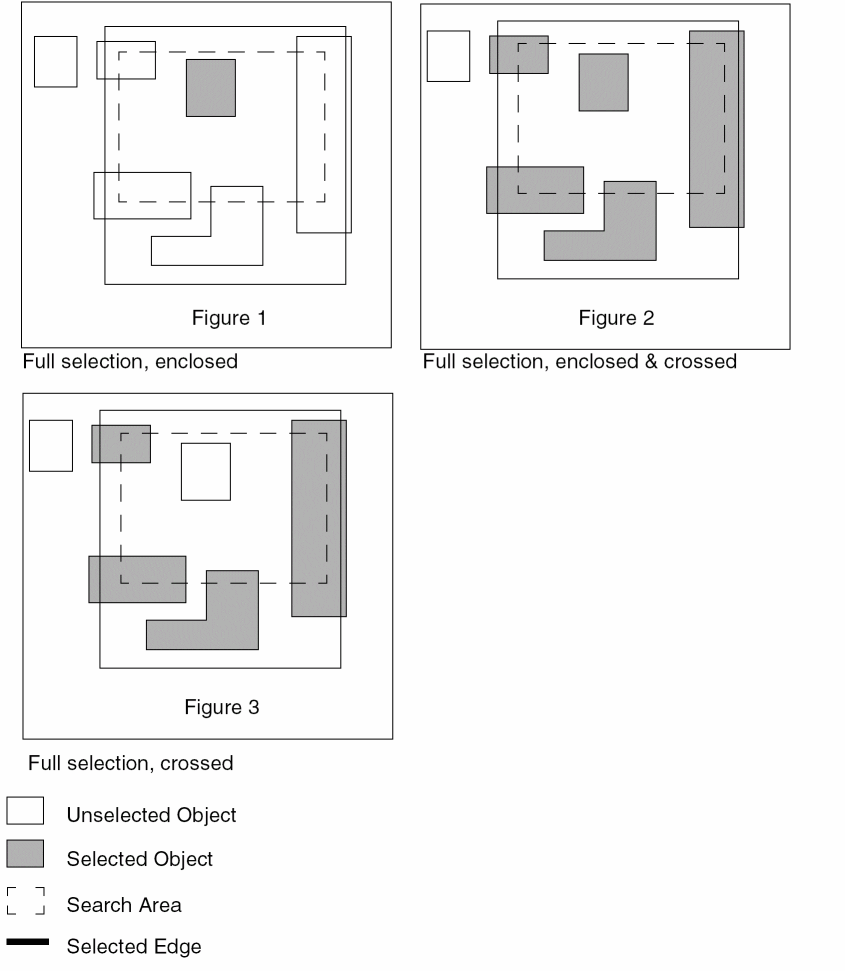 Figure 1
Full selection, enclosed
Figure 2
Full selection, enclosed & crossed
Figure 3
Full selection, crossed
Unselected Object
Selected Object
Search Area
Selected Edge